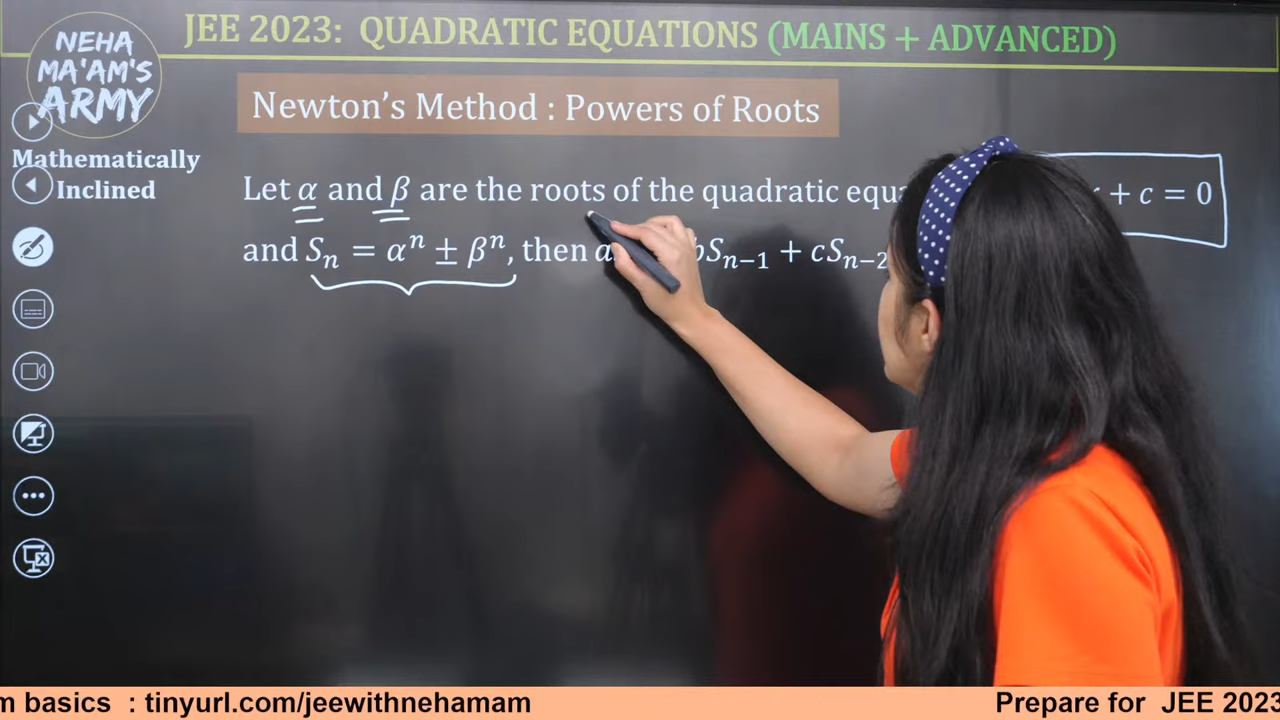 JEE 2023: QUADRATIC EQUATIONS (MAINS + ADVANCED)
NEHA
MA'AM'S
ARMY
Mathematically
Inclined
Newton's Method : Powers of Roots
Let α and β are the roots of the quadratic + c = 0
and Sₙ = αⁿ ± βⁿ, then Sₙ₋₁ + cSₙ₋₂
basics : tinyurl.com/jeewithnehamam
Prepare for JEE 2023